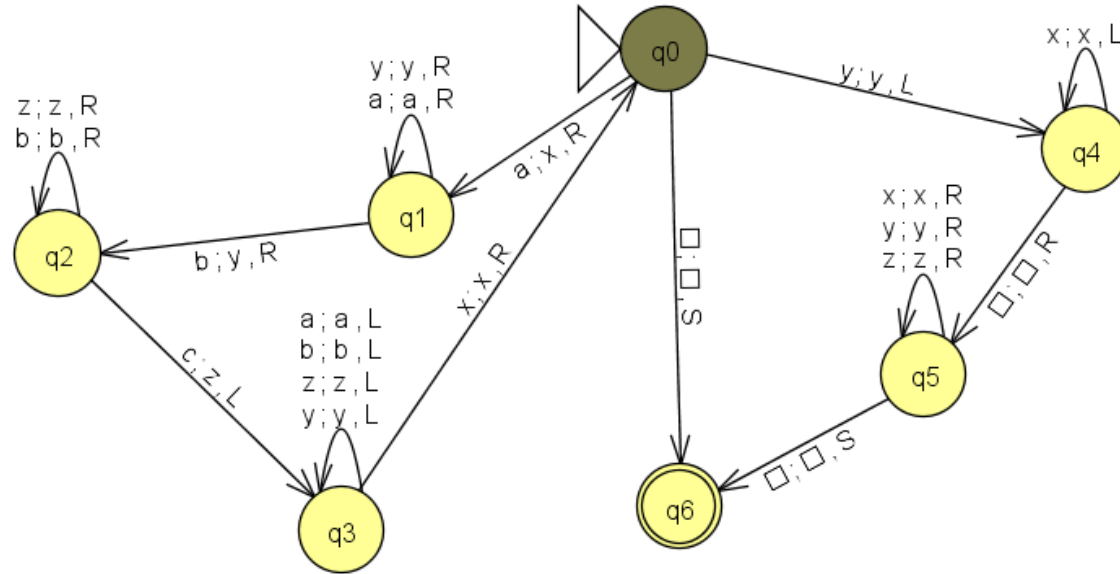 q0
x;x,L
y;y,L
y;y,R
a;a,R
z;z,R
b;b,R
a;x,R
q4
q1
x;x,R
y;y,R
z;z,R
q2
b;y,R
□;□,R
x;x,R
□;□,S
a;a,L
b;b,L
z;z,L
y;y,L
c;z,L
q5
□;□,S
q6
q3